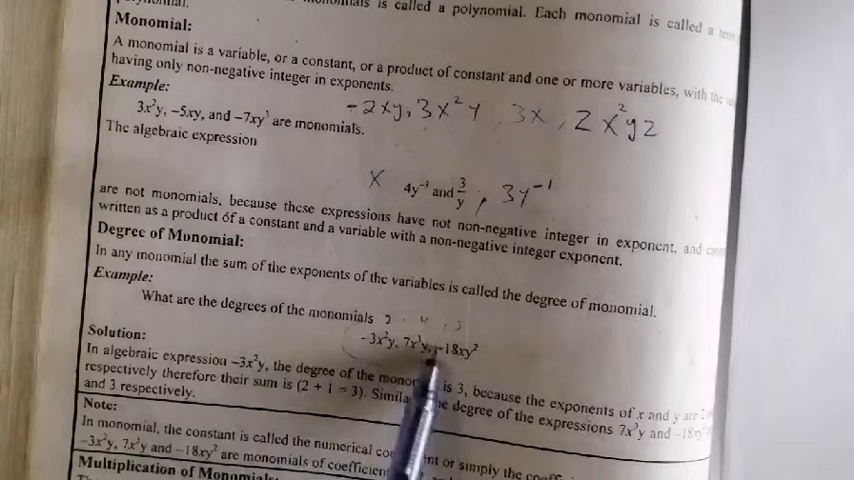 is called a polynomial. Each monomial is called a
Monomial:
A monomial is a variable, or a constant, or a product of constant and one or more variables, with the
having only non-negative integer in exponents.
Example:
-2xy, 3x²y, 3x, 2x²yz
3x²y, −5xy, and −7xy³ are monomials.
The algebraic expression
X 4y⁻³ and 3/y, 3y⁻¹
are not monomials, because these expressions have not non-negative integer in exponent, and
written as a product of a constant and a variable with a non-negative integer exponent.
Degree of Monomial:
In any monomial the sum of the exponents of the variables is called the degree of monomial.
Example:
What are the degrees of the monomials
−3x²y, 7x³y, −18xy²
Solution:
In algebraic expression −3x²y, the degree of the is 3, because the exponents of x and y are 2
respectively therefore their sum is (2 + 1 = 3). the degree of the expressions 7x³y and −18xy²
and 3 respectively.
Note:
In monomial, the constant is called the numerical or simply the
−3x²y, 7x³y and −18xy² are monomials of
Multiplication of Monomials: